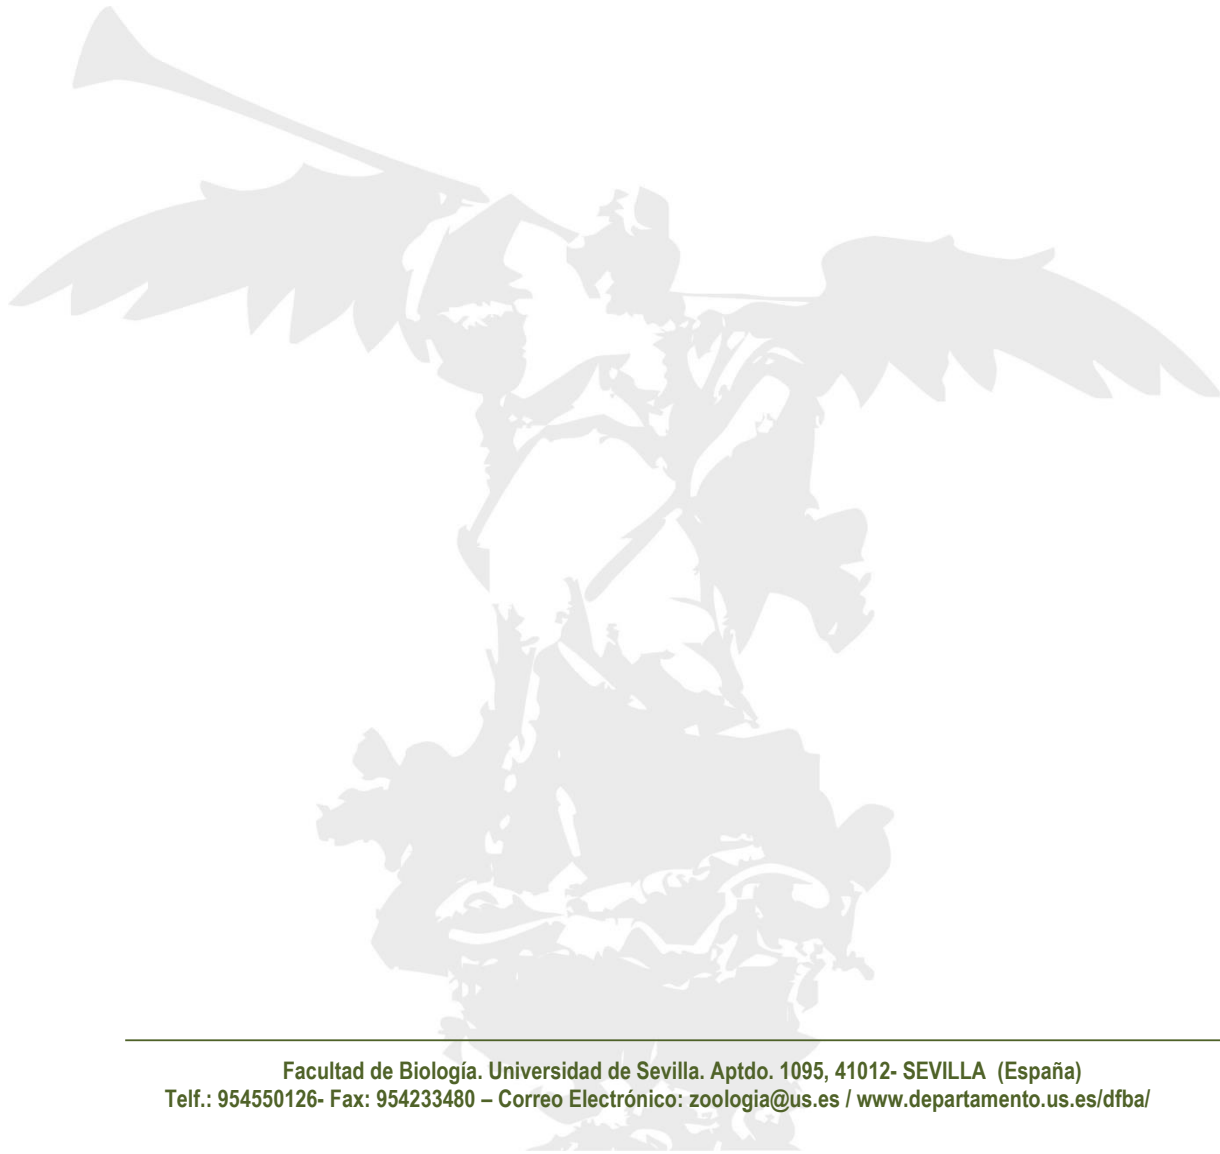 Facultad de Biología. Universidad de Sevilla. Aptdo. 1095, 41012- SEVILLA (España)
Telf.: 954550126- Fax: 954233480 – Correo Electrónico: zoologia@us.es / www.departamento.us.es/dfba/